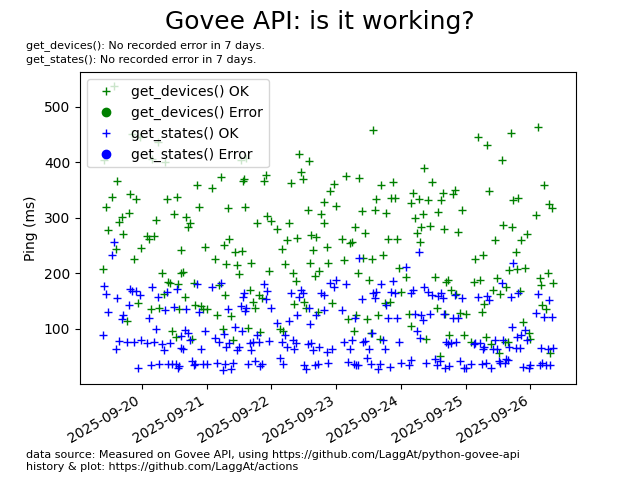 Govee API: is it working?
get_devices(): No recorded error in 7 days.
get_states(): No recorded error in 7 days.
get_devices() OK
get_devices() Error
get_states() OK
get_states() Error
Ping (ms)
500
400
300
200
100
2025-09-20
2025-09-21
2025-09-22
2025-09-23
2025-09-24
2025-09-25
2025-09-26
data source: Measured on Govee API, using https://github.com/LaggAt/python-govee-api
history & plot: https://github.com/LaggAt/actions